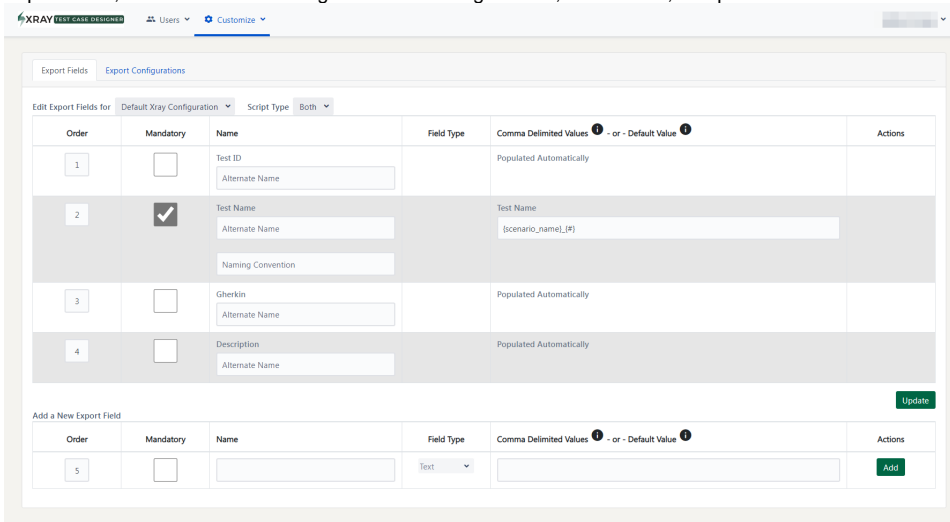 XRAY TEST CASE DESIGNER Users Customize
Export Fields Export Configurations
Edit Export Fields for Default Xray Configuration Script Type Both
Order Mandatory Name Field Type Comma Delimited Values i - or - Default Value i Actions
1 Test ID Populated Automatically
Alternate Name
2 Test Name Test Name
Alternate Name {scenario_name}_{#}
Naming Convention
3 Gherkin Populated Automatically
Alternate Name
4 Description Populated Automatically
Alternate Name
Update
Add a New Export Field
Order Mandatory Name Field Type Comma Delimited Values i - or - Default Value i Actions
5 Text Add